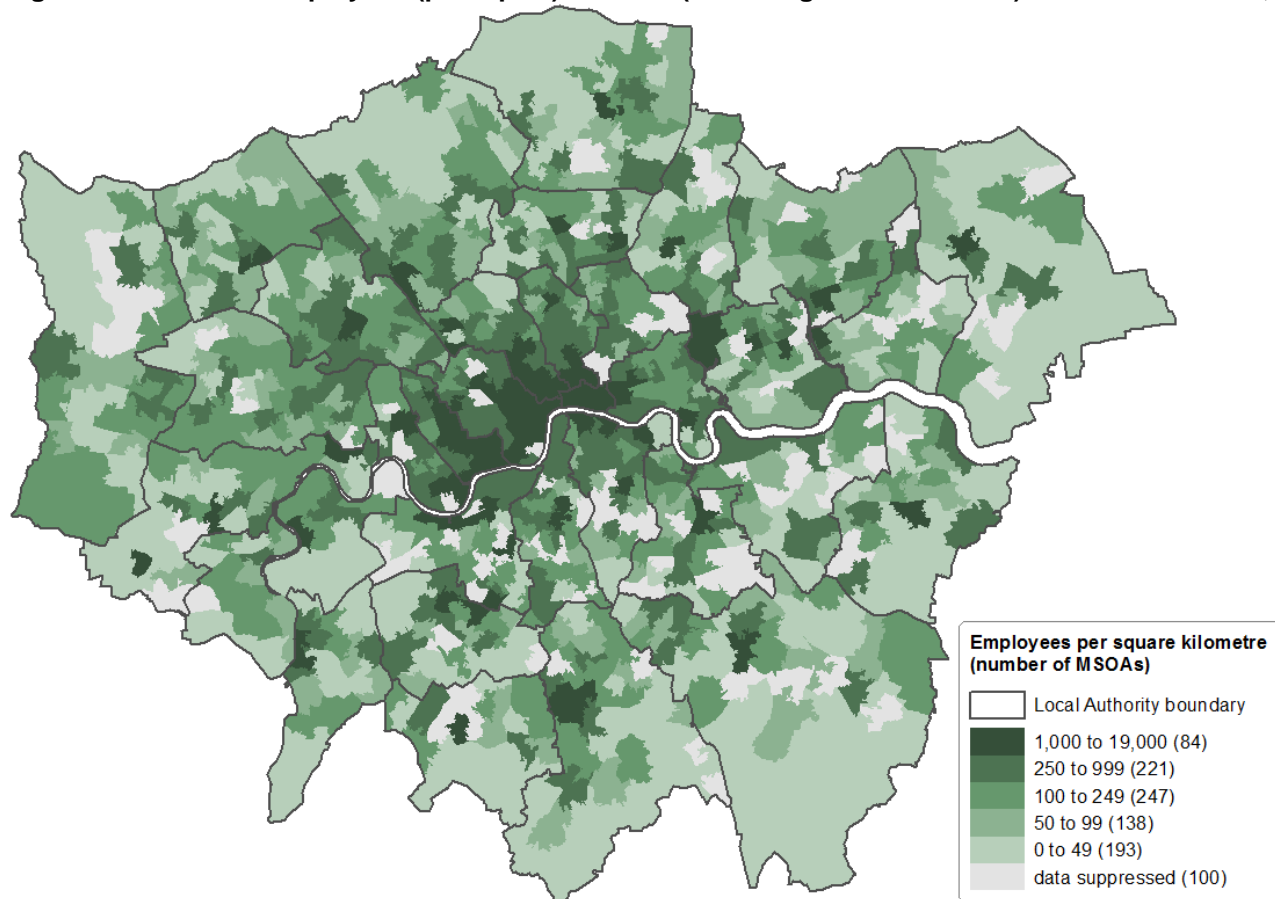 Employees per square kilometre
(number of MSOAs)
Local Authority boundary
1,000 to 19,000 (84)
250 to 999 (221)
100 to 249 (247)
50 to 99 (138)
0 to 49 (193)
data suppressed (100)